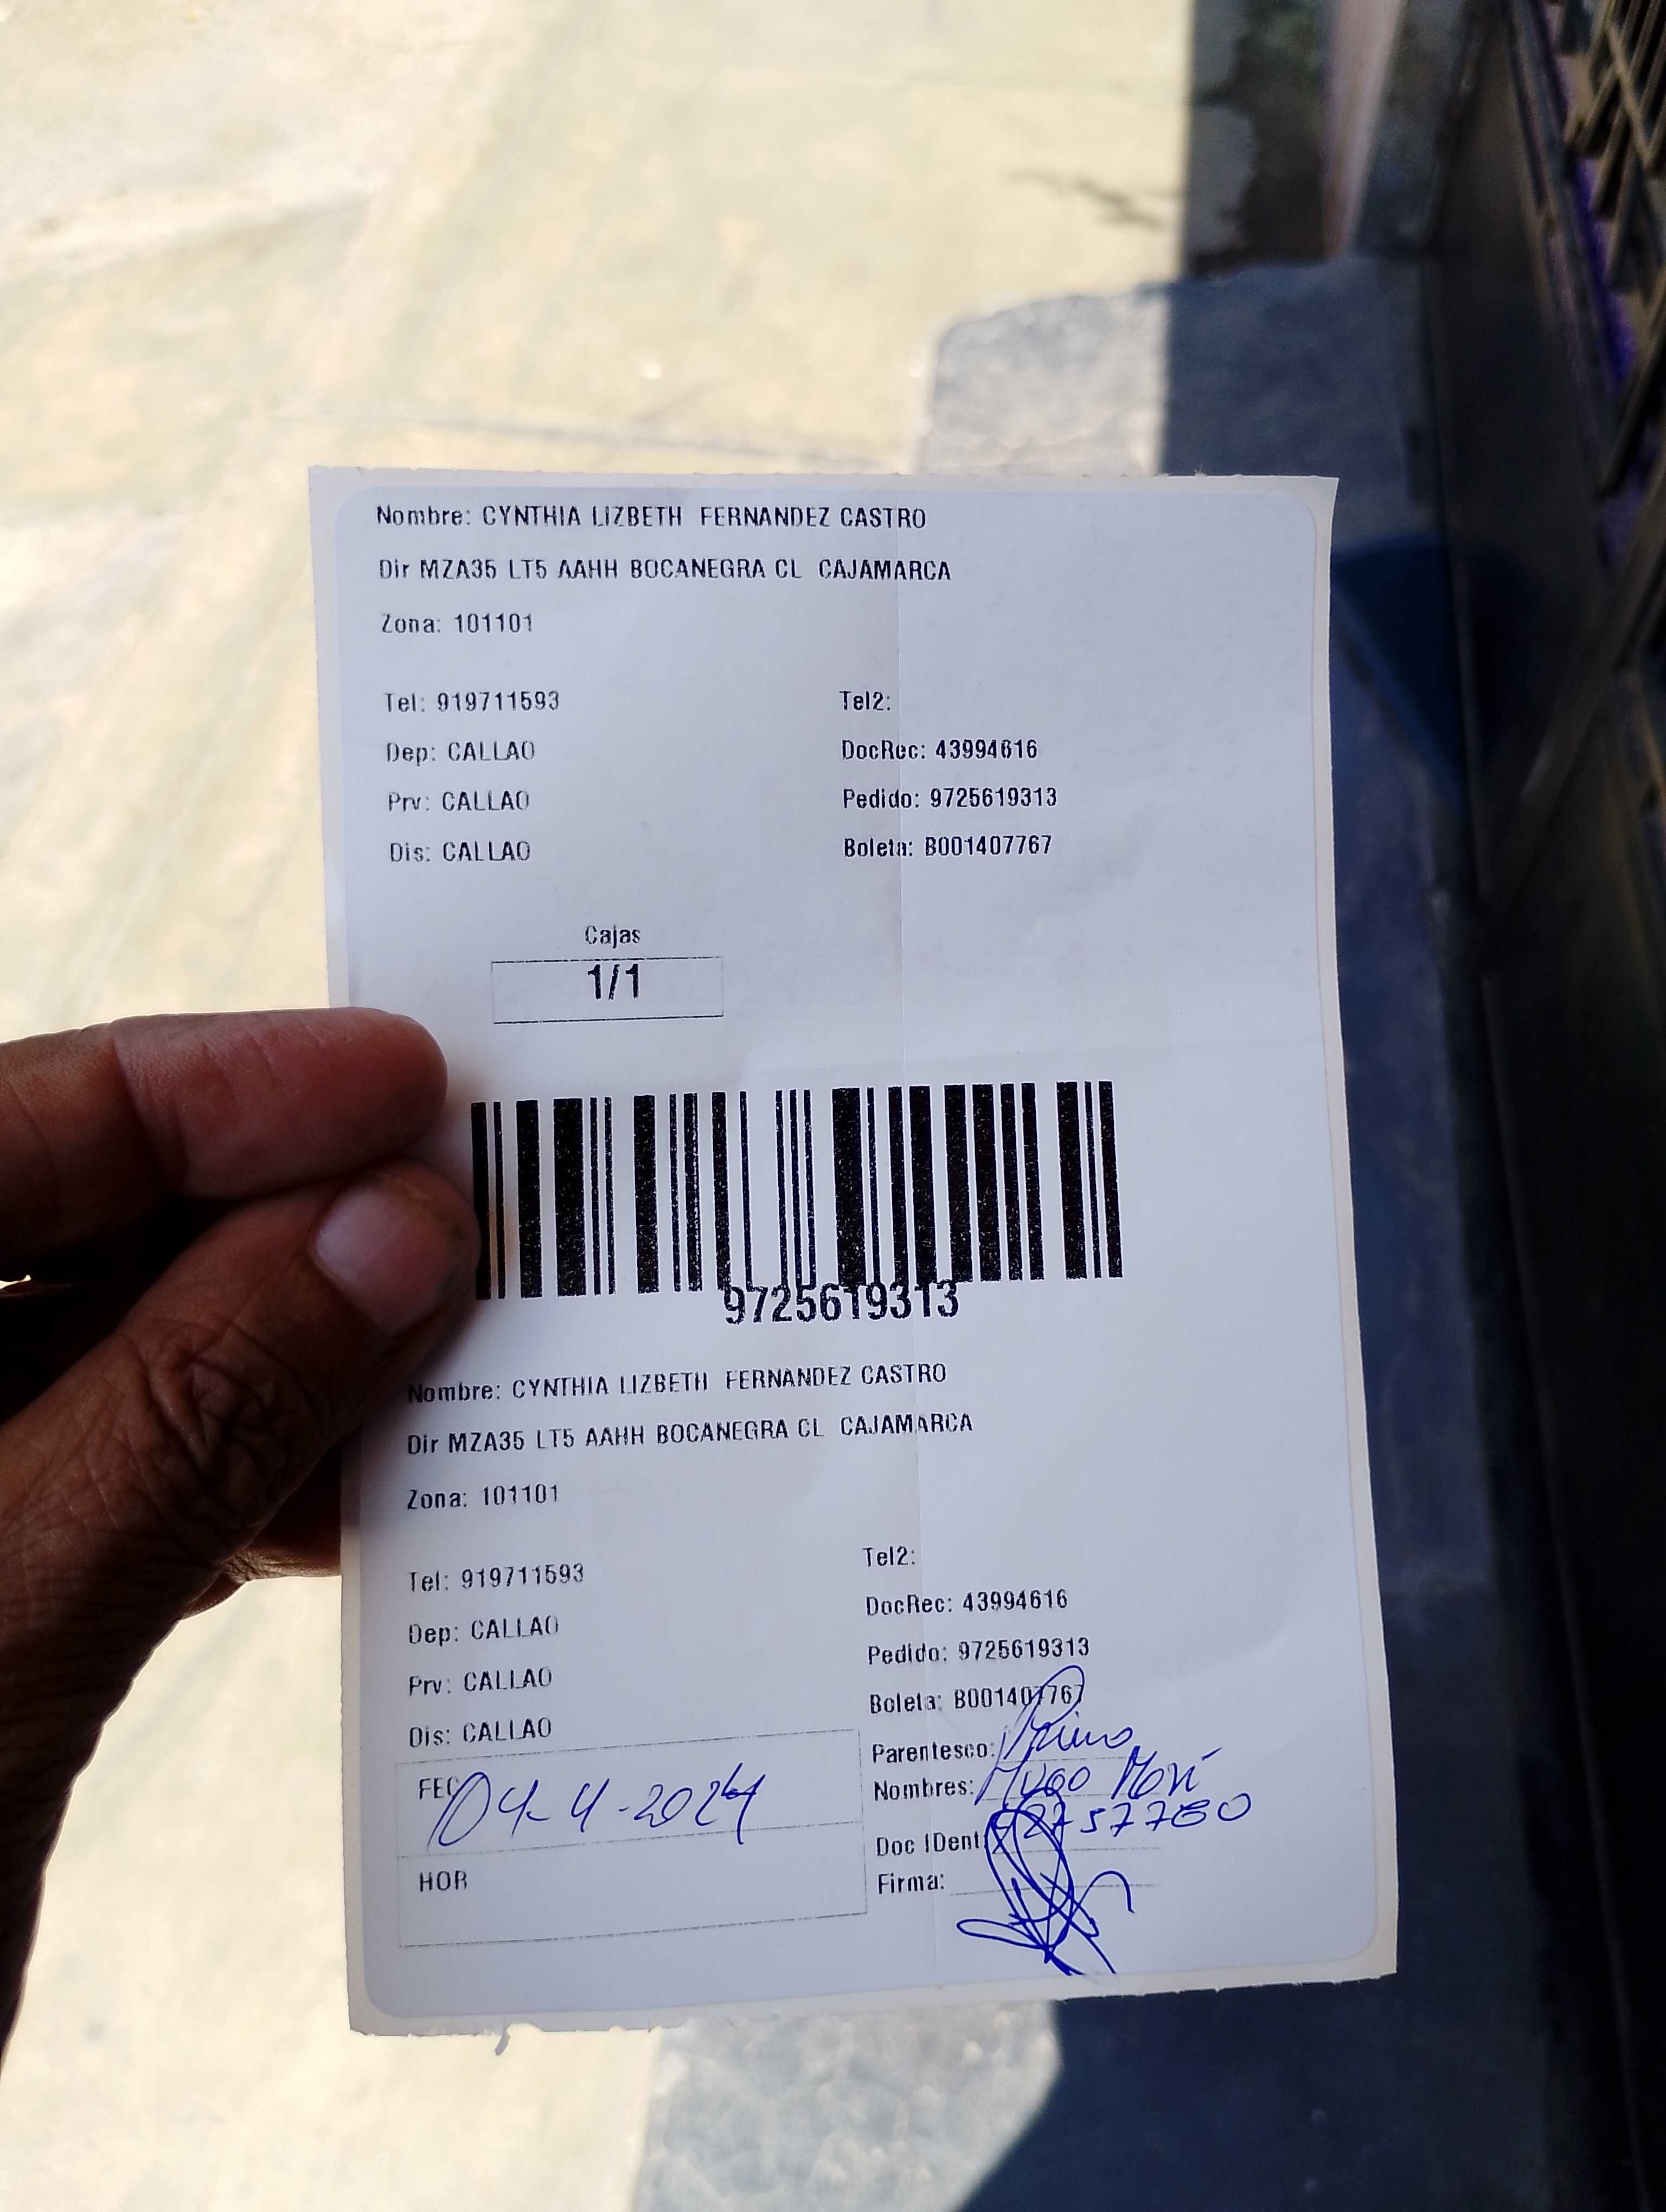 Nombre: CYNTHIA LIZBETH FERNANDEZ CASTRO
Dir MZA35 LT5 AAHH BOCANEGRA CL CAJAMARCA
Zona: 101101
Tel: 919711593 Tel2:
Dep: CALLAO DocRec: 43994616
Prv: CALLAO Pedido: 9725619313
Dis: CALLAO Boleta: B001407767
Cajas
1/1
9725619313
Nombre: CYNTHIA LIZBETH FERNANDEZ CASTRO
Dir MZA35 LT5 AAHH BOCANEGRA CL CAJAMARCA
Zona: 101101
Tel: 919711593 Tel2:
Dep: CALLAO DocRec: 43994616
Prv: CALLAO Pedido: 9725619313
Dis: CALLAO Boleta: B001407767
Parentesco: Primo
FEC 04-4-2024 Nombres: Hugo Morí
Doc IDent
HOR Firma: